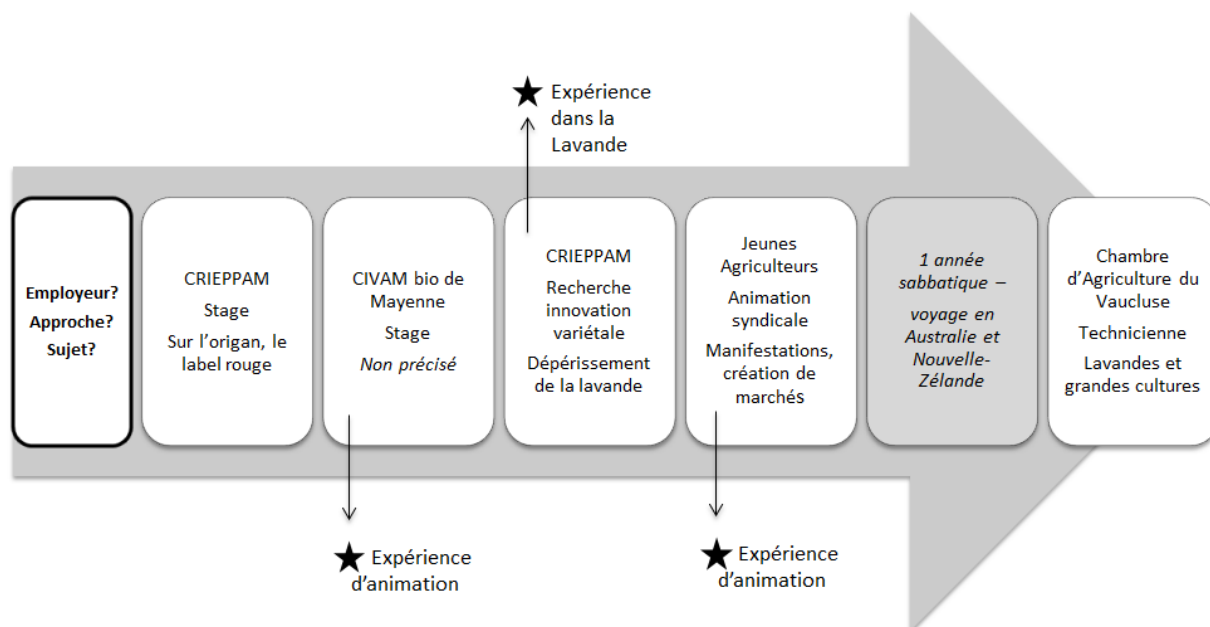 ★ Expérience
dans la
Lavande
Employeur?
Approche?
Sujet?
CRIEPPAM
Stage
Sur l'origan, le
label rouge
CIVAM bio de
Mayenne
Stage
Non précisé
CRIEPPAM
Recherche
innovation
variétale
Dépérissement
de la lavande
Jeunes
Agriculteurs
Animation
syndicale
Manifestations,
création de
marchés
1 année
sabbatique –
voyage en
Australie et
Nouvelle-
Zélande
Chambre
d'Agriculture du
Vaucluse
Technicienne
Lavandes et
grandes cultures
★ Expérience
d'animation
★ Expérience
d'animation